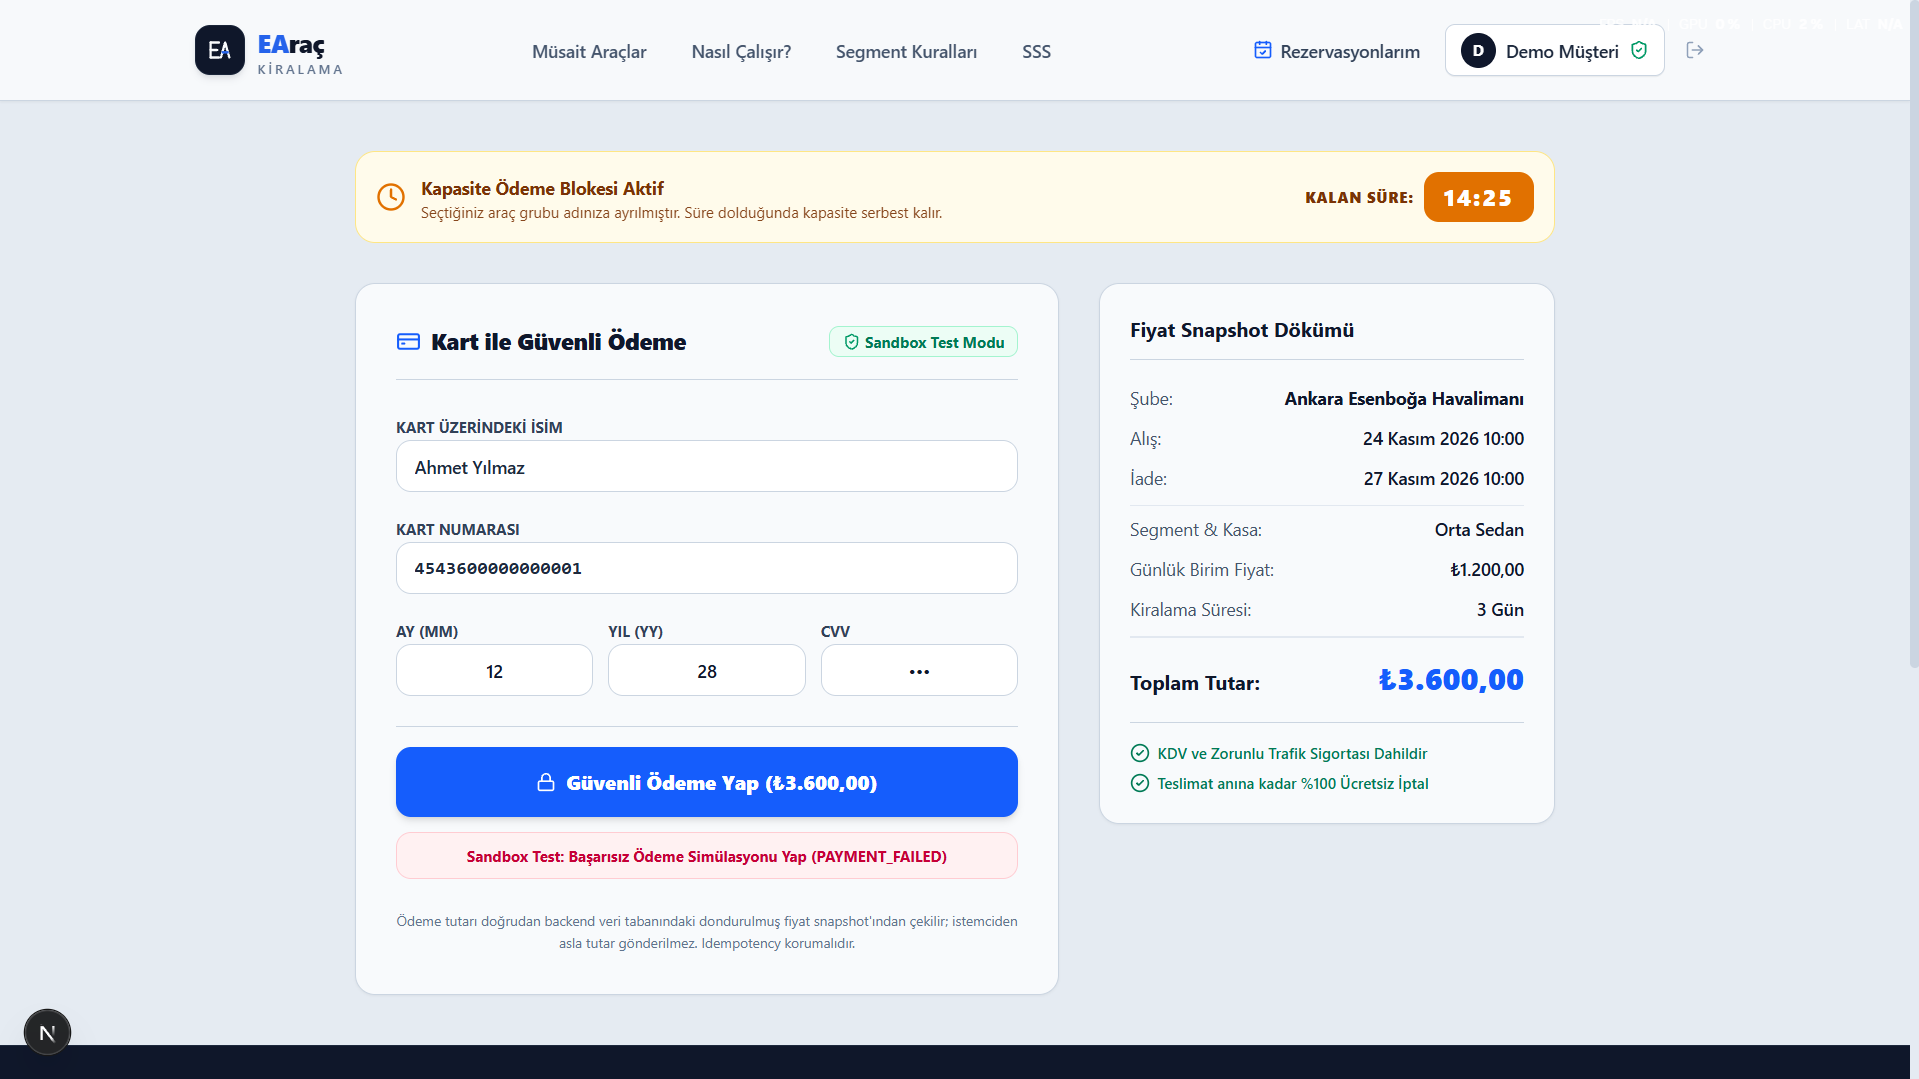 EA
EAraç
KİRALAMA
Müsait Araçlar
Nasıl Çalışır?
Segment Kuralları
SSS
Rezervasyonlarım
D
Demo Müşteri
Kapasite Ödeme Blokesi Aktif
Seçtiğiniz araç grubu adınıza ayrılmıştır. Süre dolduğunda kapasite serbest kalır.
KALAN SÜRE:
14:25
Kart ile Güvenli Ödeme
Sandbox Test Modu
KART ÜZERİNDEKİ İSİM
Ahmet Yılmaz
KART NUMARASI
4543600000000001
AY (MM)
YIL (YY)
CVV
12
28
•••
Güvenli Ödeme Yap (₺3.600,00)
Sandbox Test: Başarısız Ödeme Simülasyonu Yap (PAYMENT_FAILED)
Ödeme tutarı doğrudan backend veri tabanındaki dondurulmuş fiyat snapshot'ından çekilir; istemciden
asla tutar gönderilmez. Idempotency korumalıdır.
Fiyat Snapshot Dökümü
Şube:
Ankara Esenboğa Havalimanı
Alış:
24 Kasım 2026 10:00
İade:
27 Kasım 2026 10:00
Segment & Kasa:
Orta Sedan
Günlük Birim Fiyat:
₺1.200,00
Kiralama Süresi:
3 Gün
Toplam Tutar:
₺3.600,00
KDV ve Zorunlu Trafik Sigortası Dahildir
Teslimat anına kadar %100 Ücretsiz İptal
N